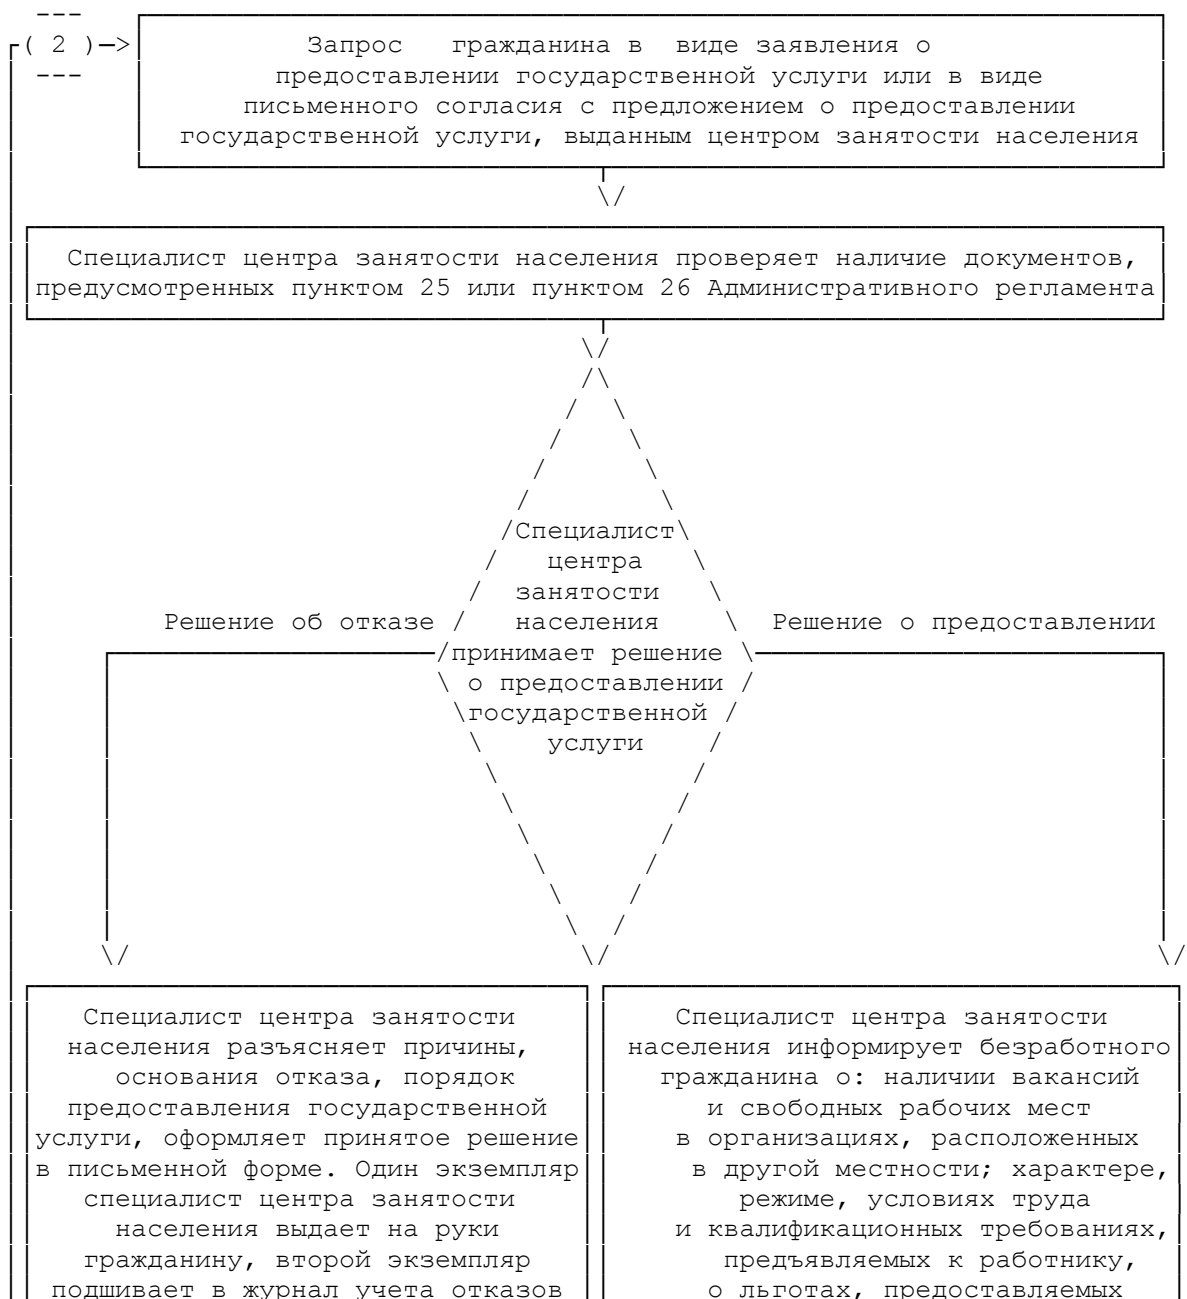 ( 2 )
Запрос гражданина в виде заявления о
предоставлении государственной услуги или в виде
письменного согласия с предложением о предоставлении
государственной услуги, выданным центром занятости населения
Специалист центра занятости населения проверяет наличие документов,
предусмотренных пунктом 25 или пунктом 26 Административного регламента
Специалист
центра
занятости
населения
принимает решение
о предоставлении
государственной
услуги
Решение об отказе
Решение о предоставлении
Специалист центра занятости
населения разъясняет причины,
основания отказа, порядок
предоставления государственной
услуги, оформляет принятое решение
в письменной форме. Один экземпляр
специалист центра занятости
населения выдает на руки
гражданину, второй экземпляр
подшивает в журнал учета отказов
Специалист центра занятости
населения информирует безработного
гражданина о: наличии вакансий
и свободных рабочих мест
в организациях, расположенных
в другой местности; характере,
режиме, условиях труда
и квалификационных требованиях,
предъявляемых к работнику,
о льготах, предоставляемых